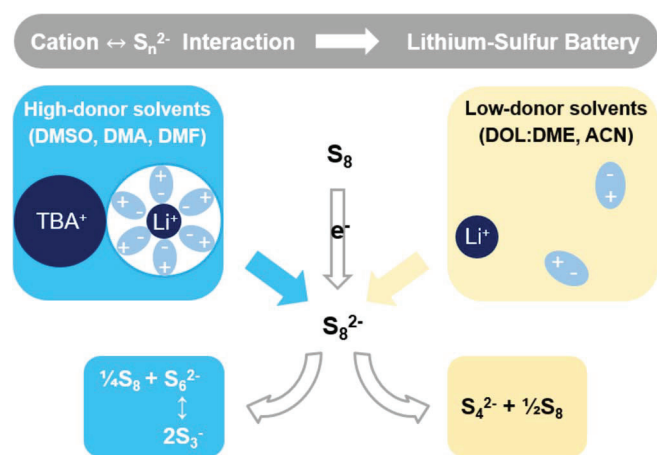 Cation ↔ Sₙ²⁻ Interaction
Lithium-Sulfur Battery
High-donor solvents
(DMSO, DMA, DMF)
TBA⁺
+ - + - + - Li⁺ - + - + - +
Low-donor solvents
(DOL:DME, ACN)
-
+
Li⁺
+ -
S₈
e⁻
S₈²⁻
¼S₈ + S₆²⁻
↕
2S₃⁻
S₄²⁻ + ½S₈